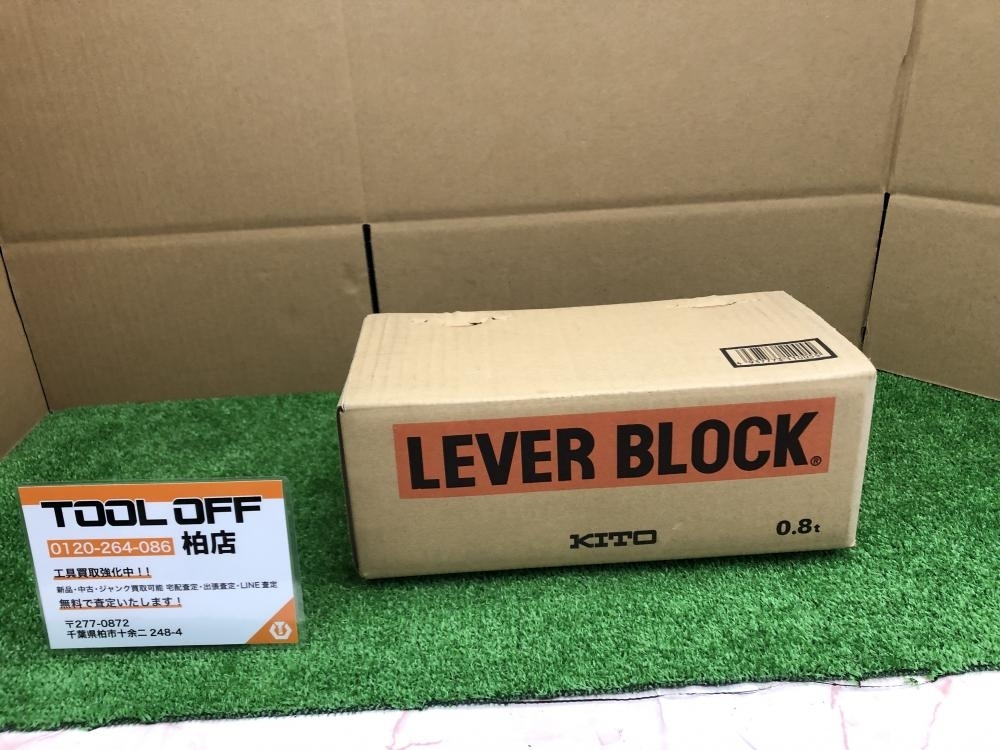 LEVER BLOCK®
KITO
0.8t
TOOL OFF
0120-264-086 柏店
工具買取強化中!!
新品・中古・ジャンク買取可能 宅配査定・出張査定・LINE査定
無料で査定いたします!
〒277-0872
千葉県柏市十余二 248-4